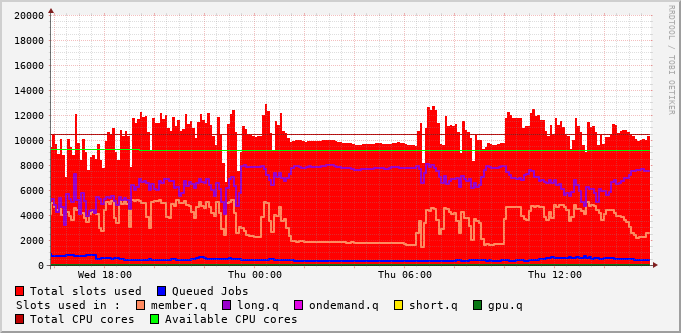 20000
18000
16000
14000
12000
10000
8000
6000
4000
2000
0
Wed 18:00 Thu 00:00 Thu 06:00 Thu 12:00
RRDTOOL / TOBI OETIKER
Total slots used Queued Jobs
Slots used in : member.q long.q ondemand.q short.q gpu.q
Total CPU cores Available CPU cores